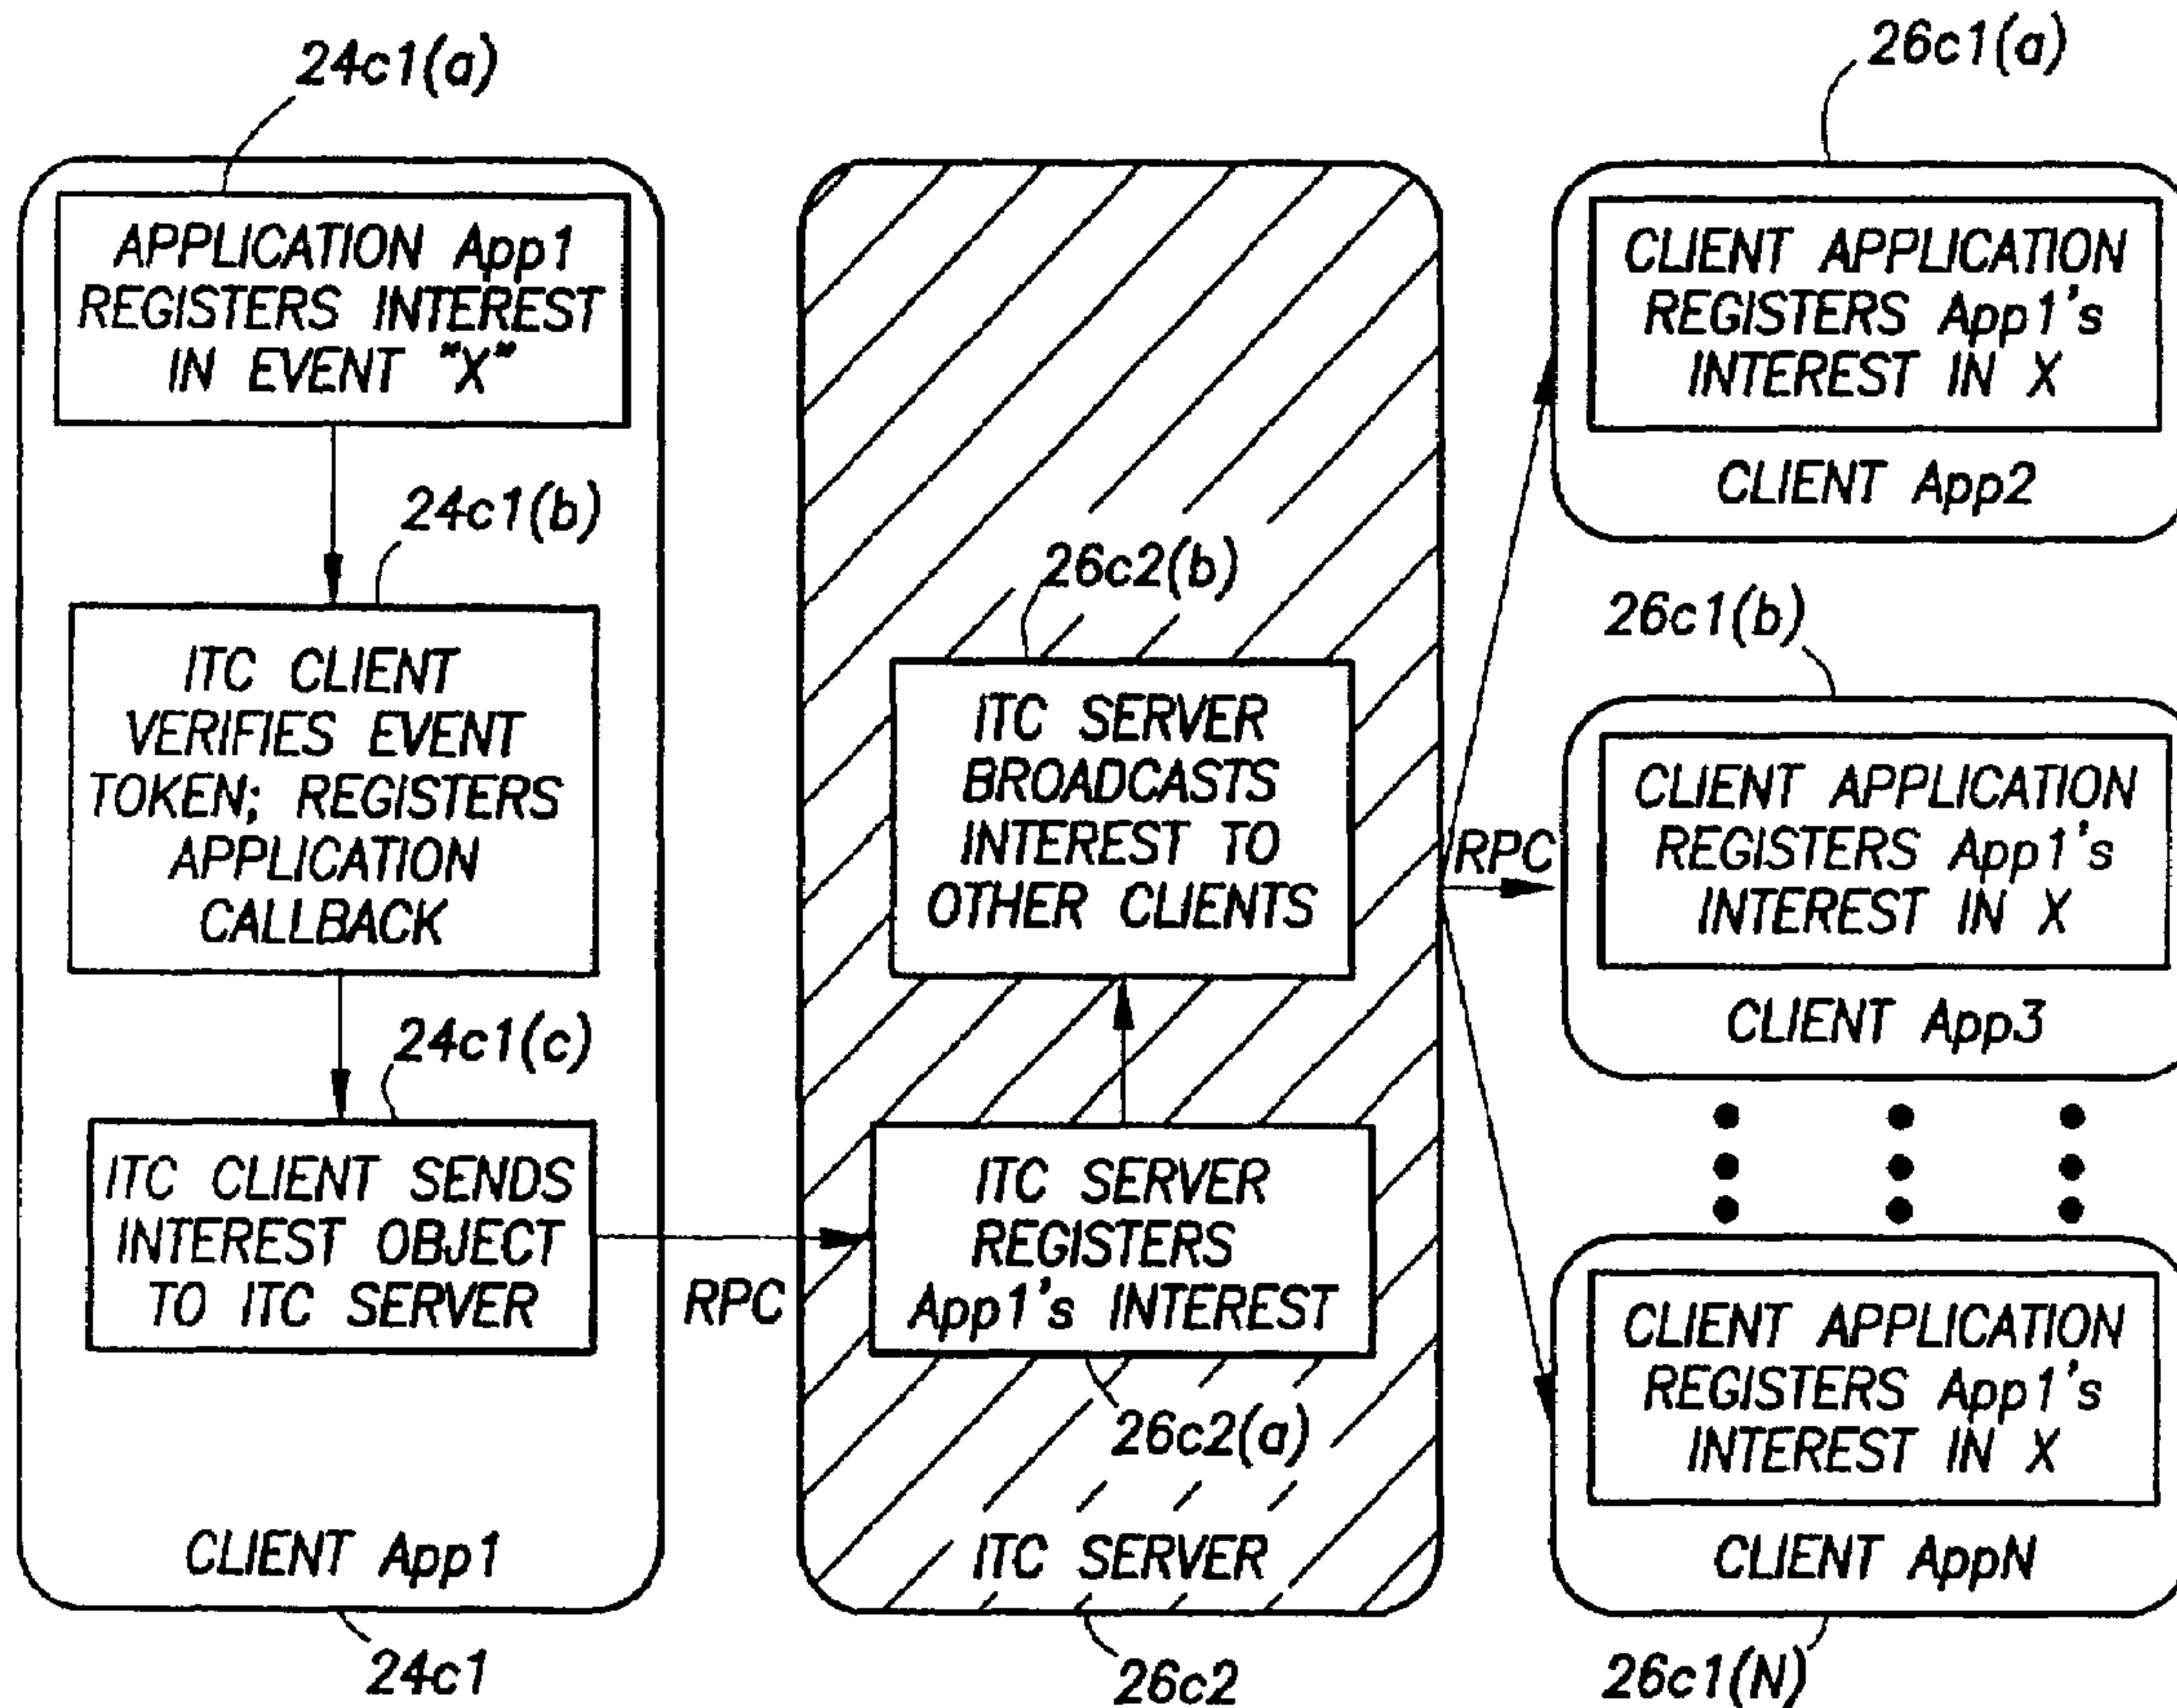 24c1(a)
APPLICATION App1
REGISTERS INTEREST
IN EVENT "X"
24c1(b)
ITC CLIENT
VERIFIES EVENT
TOKEN; REGISTERS
APPLICATION
CALLBACK
24c1(c)
ITC CLIENT SENDS
INTEREST OBJECT
TO ITC SERVER
CLIENT App1
24c1
RPC
26c2(b)
ITC SERVER
BROADCASTS
INTEREST TO
OTHER CLIENTS
ITC SERVER
REGISTERS
App1's INTEREST
26c2(a)
ITC SERVER
26c2
RPC
26c1(a)
CLIENT APPLICATION
REGISTERS App1's
INTEREST IN X
CLIENT App2
26c1(b)
CLIENT APPLICATION
REGISTERS App1's
INTEREST IN X
CLIENT App3
CLIENT APPLICATION
REGISTERS App1's
INTEREST IN X
CLIENT AppN
26c1(N)